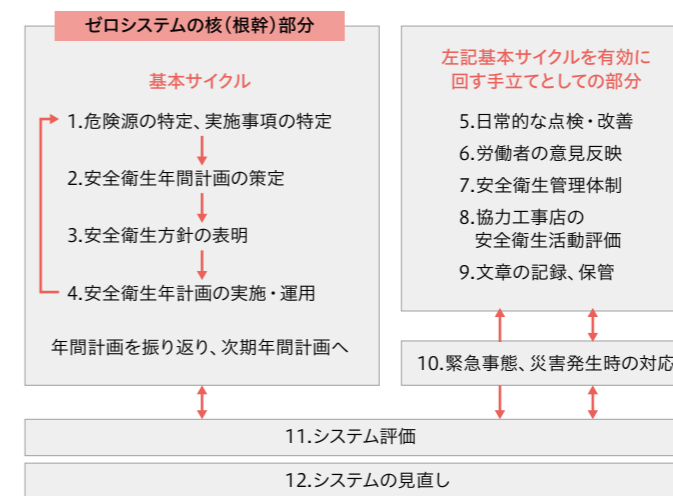 ゼロシステムの核（根幹）部分
基本サイクル
1.危険源の特定、実施事項の特定
2.安全衛生年間計画の策定
3.安全衛生方針の表明
4.安全衛生年計画の実施・運用
年間計画を振り返り、次期年間計画へ
左記基本サイクルを有効に
回す手立てとしての部分
5.日常的な点検・改善
6.労働者の意見反映
7.安全衛生管理体制
8.協力工事店の
安全衛生活動評価
9.文章の記録、保管
10.緊急事態、災害発生時の対応
11.システム評価
12.システムの見直し